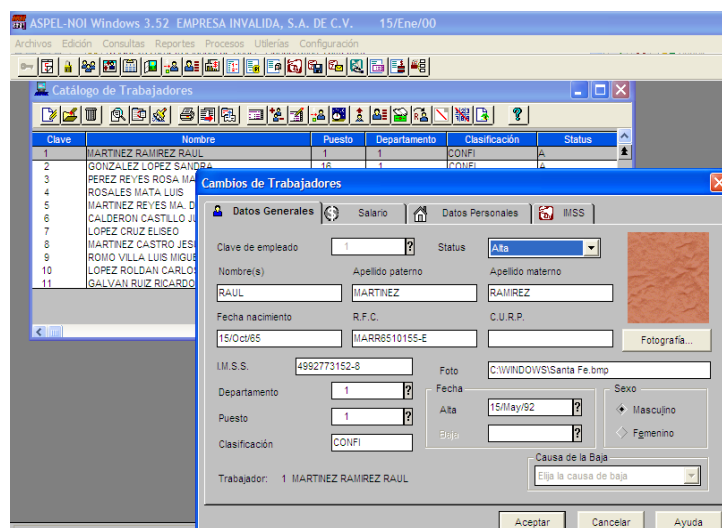 ASPEL-NOI Windows 3.52 EMPRESA INVALIDA, S.A. DE C.V. 15/Ene/00
Archivos Edición Consultas Reportes Procesos Utilerías Configuración
Catálogo de Trabajadores
Clave Nombre Puesto Departamento Clasificación Status
1 MARTINEZ RAMIREZ RAUL 1 1 CONFI A
2 GONZALEZ LOPEZ SANDRA 16 1 CONFI A
3 PEREZ REYES ROSA MA
4 ROSALES MATA LUIS
5 MARTINEZ REYES MA. D
6 CALDERON CASTILLO JU
7 LOPEZ CRUZ ELISEO
8 MARTINEZ CASTRO JESU
9 ROMO VILLA LUIS MIGUE
10 LOPEZ ROLDAN CARLOS
11 GALVAN RUIZ RICARDO
Cambios de Trabajadores
Datos Generales Salario Datos Personales IMSS
Clave de empleado 1 ? Status Alta
Nombre(s) Apellido paterno Apellido materno
RAUL MARTINEZ RAMIREZ
Fecha nacimiento R.F.C. C.U.R.P.
15/Oct/65 MARR6510155-E Fotografía...
I.M.S.S. 4992773152-8 Foto C:\WINDOWS\Santa Fe.bmp
Departamento 1 ? Fecha Sexo
Alta 15/May/92 ? Masculino
Puesto 1 ? Baja ? Femenino
Clasificación CONFI
Causa de la Baja
Trabajador: 1 MARTINEZ RAMIREZ RAUL Elija la causa de baja
Aceptar Cancelar Ayuda